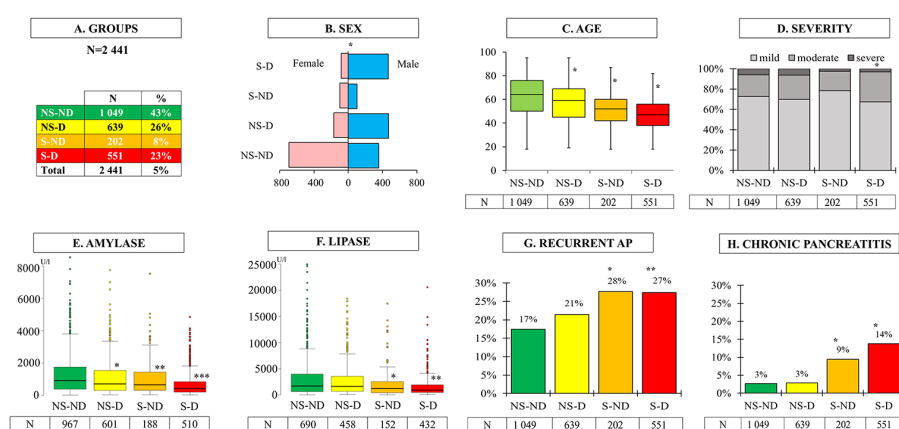 A. GROUPS
N=2 441
N %
NS-ND 1 049 43%
NS-D 639 26%
S-ND 202 8%
S-D 551 23%
Total 2 441 5%
B. SEX
*
Female Male
S-D
S-ND
NS-D
NS-ND
800 400 0 400 800
C. AGE
100
80
60
40
20
0
* * *
NS-ND NS-D S-ND S-D
N 1 049 639 202 551
D. SEVERITY
mild moderate severe
*
100%
80%
60%
40%
20%
0%
NS-ND NS-D S-ND S-D
N 1 049 639 202 551
E. AMYLASE
U/l
8000
6000
4000
2000
0
* ** ***
NS-ND NS-D S-ND S-D
N 967 601 188 510
F. LIPASE
U/l
25000
20000
15000
10000
5000
0
* **
NS-ND NS-D S-ND S-D
N 690 458 152 432
G. RECURRENT AP
* **
30%
25%
20%
15%
10%
5%
0%
17% 21% 28% 27%
NS-ND NS-D S-ND S-D
N 1 049 639 202 551
H. CHRONIC PANCREATITIS
30%
25%
20%
15%
10%
5%
0%
* *
3% 3% 9% 14%
NS-ND NS-D S-ND S-D
N 1 049 639 202 551